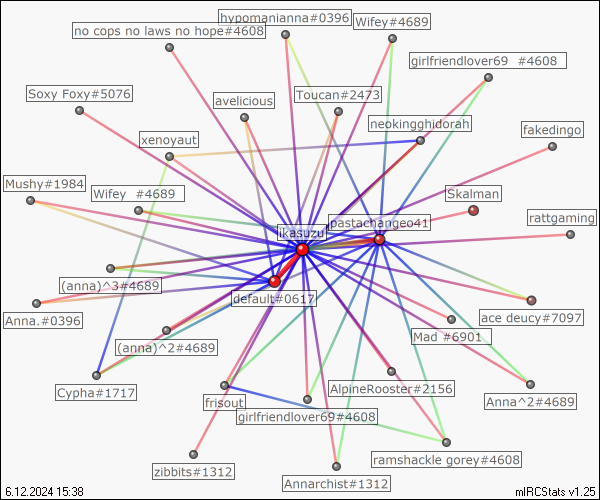 hypomanianna#0396
Wifey#4689
no cops no laws no hope#4608
girlfriendlover69 #4608
Soxy Foxy#5076
avelicious
Toucan#2473
neokingghidorah
fakedingo
xenoyaut
Mushy#1984
Wifey #4689
Skalman
rattgaming
ikasuzu
pastachangeo41
(anna)^3#4689
default#0617
Anna.#0396
ace deucy#7097
(anna)^2#4689
Mad #6901
Cypha#1717
AlpineRooster#2156
Anna^2#4689
frisout
girlfriendlover69#4608
zibbits#1312
ramshackle gorey#4608
Annarchist#1312
6.12.2024 15:38
mIRCStats v1.25